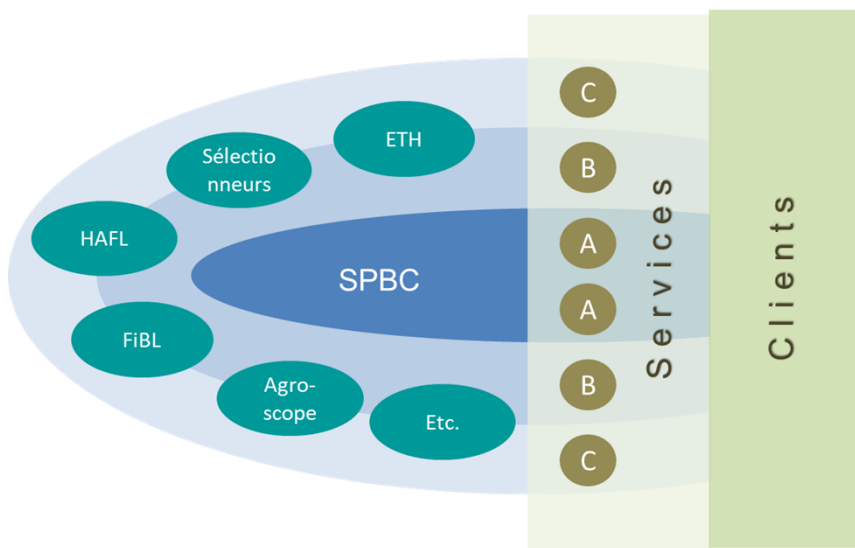 ETH
Sélectio
nneurs
HAFL
FiBL
Agro-
scope
Etc.
SPBC
C
B
A
A
B
C
Services
Clients